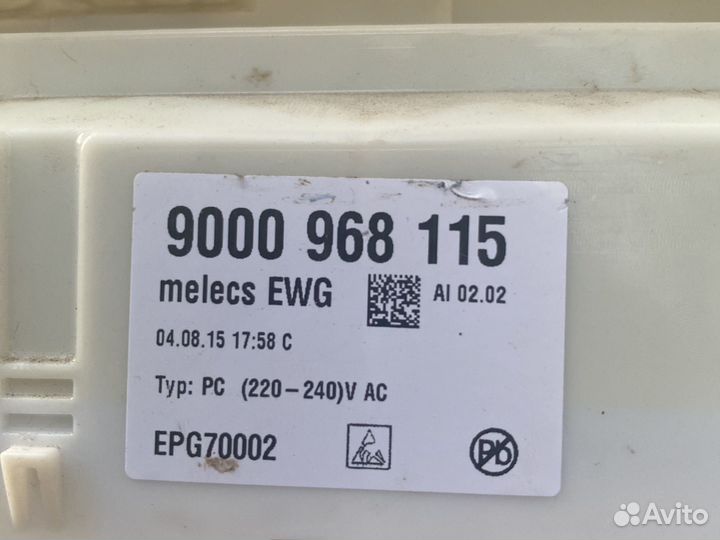 9000 968 115
melecs EWG AI 02.02
04.08.15 17:58 C
Typ: PC (220-240)V AC
EPG70002 Pb
Avito